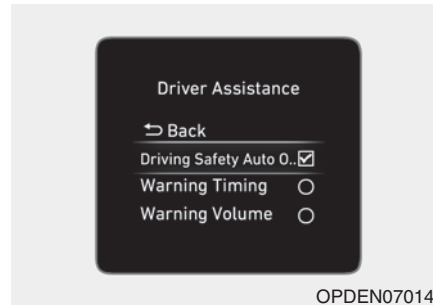 Driver Assistance
Back
Driving Safety Auto O..
Warning Timing
Warning Volume
OPDEN07014